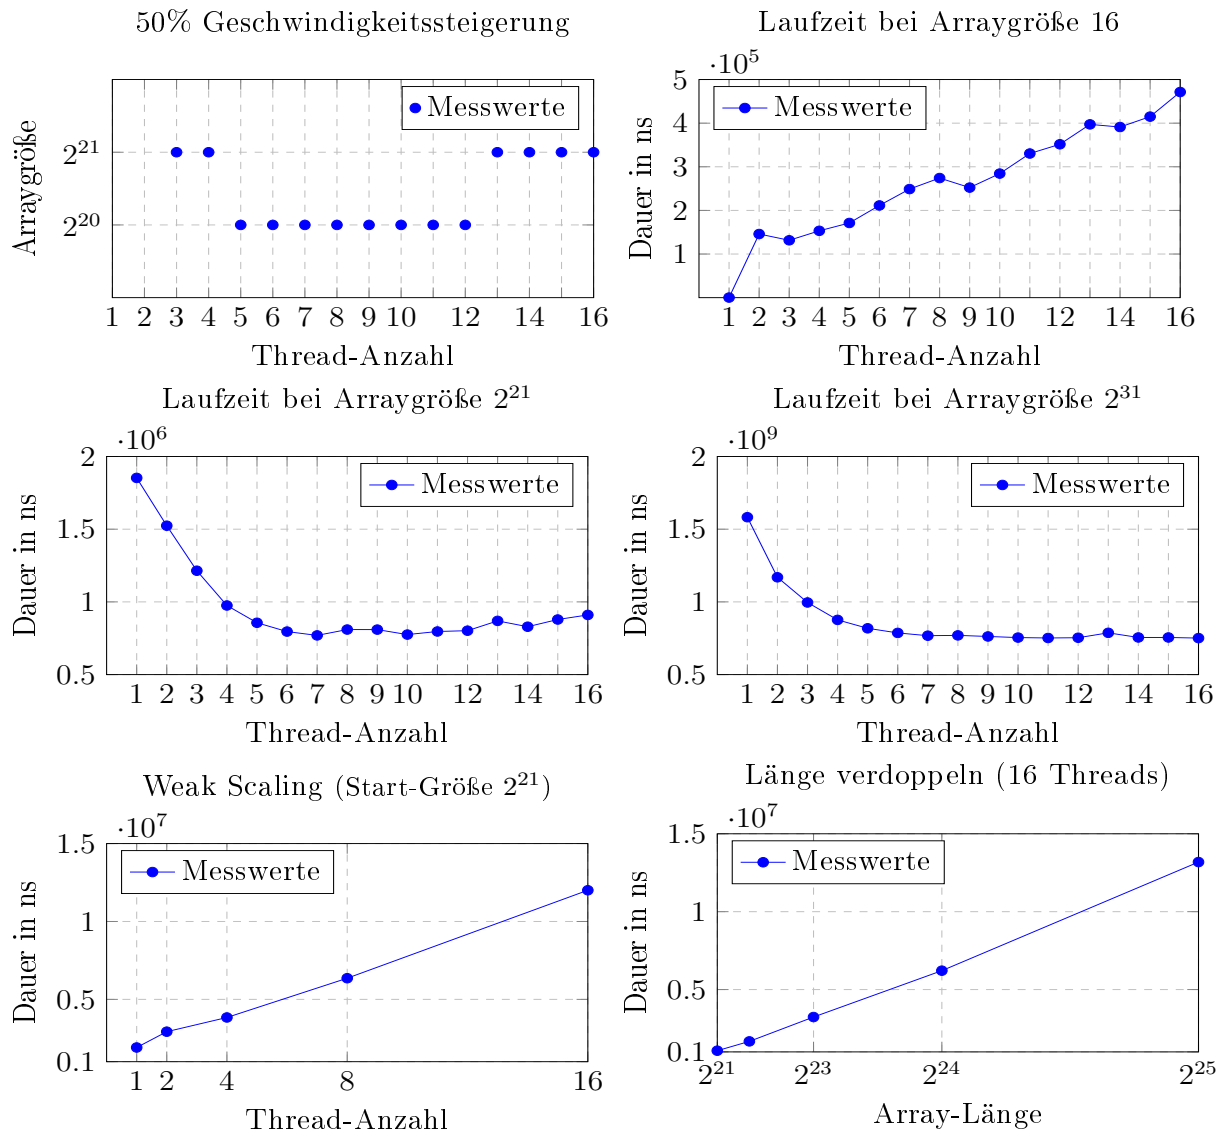 50% Geschwindigkeitssteigerung
Messwerte
2^21
2^20
Arraygröße
1 2 3 4 5 6 7 8 9 10 12 14 16
Thread-Anzahl
Laufzeit bei Arraygröße 16
·10^5
Messwerte
5
4
3
2
1
Dauer in ns
1 2 3 4 5 6 7 8 9 10 12 14 16
Thread-Anzahl
Laufzeit bei Arraygröße 2^21
·10^6
Messwerte
2
1.5
1
0.5
Dauer in ns
1 2 3 4 5 6 7 8 9 10 12 14 16
Thread-Anzahl
Laufzeit bei Arraygröße 2^31
·10^9
Messwerte
2
1.5
1
0.5
Dauer in ns
1 2 3 4 5 6 7 8 9 10 12 14 16
Thread-Anzahl
Weak Scaling (Start-Größe 2^21)
·10^7
Messwerte
1.5
1
0.5
0.1
Dauer in ns
1 2 4 8 16
Thread-Anzahl
Länge verdoppeln (16 Threads)
·10^7
Messwerte
1.5
1
0.5
0.1
Dauer in ns
2^21 2^23 2^24 2^25
Array-Länge